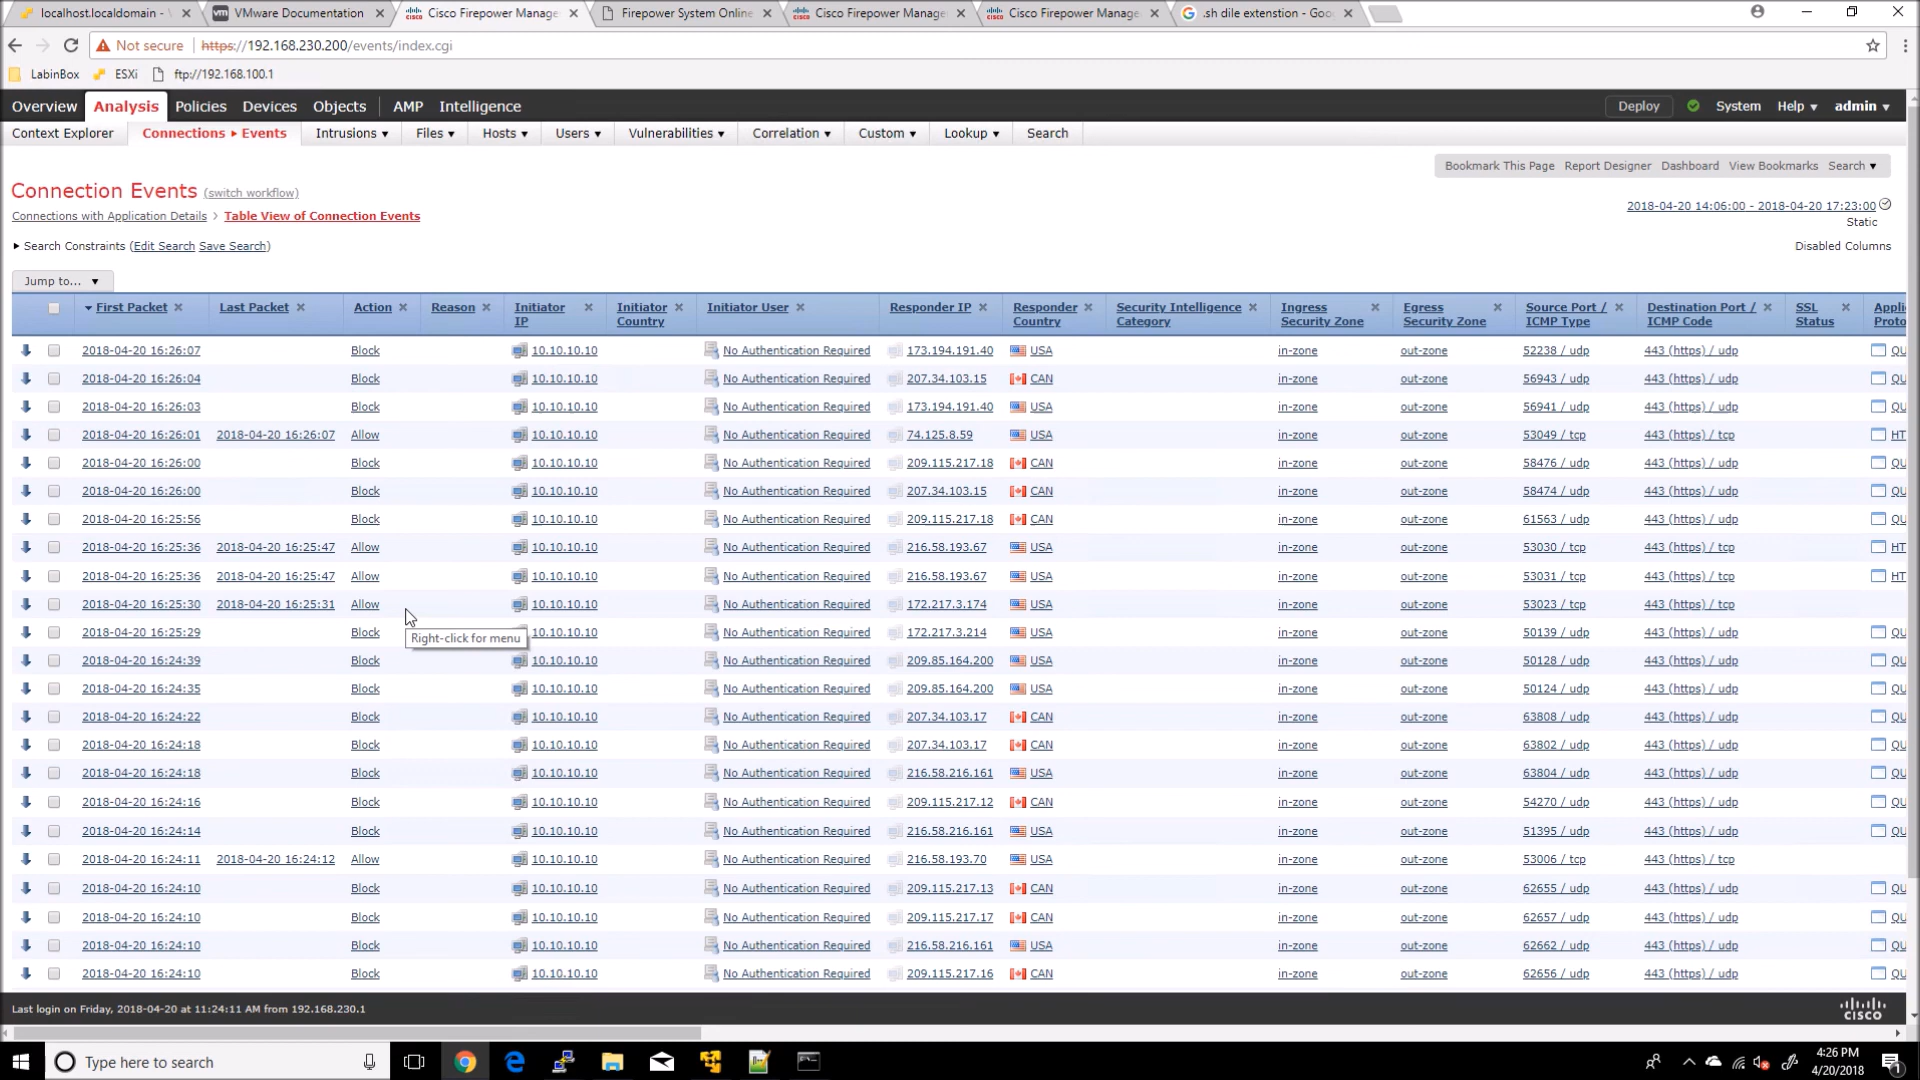 localhost.localdomain - V
VMware Documentation
Cisco Firepower Manage
Firepower System Online
Cisco Firepower Manage
Cisco Firepower Manage
.sh dile extenstion - Goo
Not secure https://192.168.230.200/events/index.cgi
LabinBox ESXi ftp://192.168.100.1
Overview Analysis Policies Devices Objects AMP Intelligence Deploy System Help admin
Context Explorer Connections ▸ Events Intrusions Files Hosts Users Vulnerabilities Correlation Custom Lookup Search
Bookmark This Page Report Designer Dashboard View Bookmarks Search
Connection Events (switch workflow)
2018-04-20 14:06:00 - 2018-04-20 17:23:00
Connections with Application Details > Table View of Connection Events
Static
Search Constraints (Edit Search Save Search)
Disabled Columns
Jump to...
First Packet Last Packet Action Reason Initiator IP Initiator Country Initiator User Responder IP Responder Country Security Intelligence Category Ingress Security Zone Egress Security Zone Source Port / ICMP Type Destination Port / ICMP Code SSL Status Applic Proto
2018-04-20 16:26:07 Block 10.10.10.10 No Authentication Required 173.194.191.40 USA in-zone out-zone 52238 / udp 443 (https) / udp QU
2018-04-20 16:26:04 Block 10.10.10.10 No Authentication Required 207.34.103.15 CAN in-zone out-zone 56943 / udp 443 (https) / udp QU
2018-04-20 16:26:03 Block 10.10.10.10 No Authentication Required 173.194.191.40 USA in-zone out-zone 56941 / udp 443 (https) / udp QU
2018-04-20 16:26:01 2018-04-20 16:26:07 Allow 10.10.10.10 No Authentication Required 74.125.8.59 USA in-zone out-zone 53049 / tcp 443 (https) / tcp HT
2018-04-20 16:26:00 Block 10.10.10.10 No Authentication Required 209.115.217.18 CAN in-zone out-zone 58476 / udp 443 (https) / udp QU
2018-04-20 16:26:00 Block 10.10.10.10 No Authentication Required 207.34.103.15 CAN in-zone out-zone 58474 / udp 443 (https) / udp QU
2018-04-20 16:25:56 Block 10.10.10.10 No Authentication Required 209.115.217.18 CAN in-zone out-zone 61563 / udp 443 (https) / udp QU
2018-04-20 16:25:36 2018-04-20 16:25:47 Allow 10.10.10.10 No Authentication Required 216.58.193.67 USA in-zone out-zone 53030 / tcp 443 (https) / tcp HT
2018-04-20 16:25:36 2018-04-20 16:25:47 Allow 10.10.10.10 No Authentication Required 216.58.193.67 USA in-zone out-zone 53031 / tcp 443 (https) / tcp HT
2018-04-20 16:25:30 2018-04-20 16:25:31 Allow 10.10.10.10 No Authentication Required 172.217.3.174 USA in-zone out-zone 53023 / tcp 443 (https) / tcp
2018-04-20 16:25:29 Block 10.10.10.10 No Authentication Required 172.217.3.214 USA in-zone out-zone 50139 / udp 443 (https) / udp QU
Right-click for menu
2018-04-20 16:24:39 Block 10.10.10.10 No Authentication Required 209.85.164.200 USA in-zone out-zone 50128 / udp 443 (https) / udp QU
2018-04-20 16:24:35 Block 10.10.10.10 No Authentication Required 209.85.164.200 USA in-zone out-zone 50124 / udp 443 (https) / udp QU
2018-04-20 16:24:22 Block 10.10.10.10 No Authentication Required 207.34.103.17 CAN in-zone out-zone 63808 / udp 443 (https) / udp QU
2018-04-20 16:24:18 Block 10.10.10.10 No Authentication Required 207.34.103.17 CAN in-zone out-zone 63802 / udp 443 (https) / udp QU
2018-04-20 16:24:18 Block 10.10.10.10 No Authentication Required 216.58.216.161 USA in-zone out-zone 63804 / udp 443 (https) / udp QU
2018-04-20 16:24:16 Block 10.10.10.10 No Authentication Required 209.115.217.12 CAN in-zone out-zone 54270 / udp 443 (https) / udp QU
2018-04-20 16:24:14 Block 10.10.10.10 No Authentication Required 216.58.216.161 USA in-zone out-zone 51395 / udp 443 (https) / udp QU
2018-04-20 16:24:11 2018-04-20 16:24:12 Allow 10.10.10.10 No Authentication Required 216.58.193.70 USA in-zone out-zone 53006 / tcp 443 (https) / tcp
2018-04-20 16:24:10 Block 10.10.10.10 No Authentication Required 209.115.217.13 CAN in-zone out-zone 62655 / udp 443 (https) / udp QU
2018-04-20 16:24:10 Block 10.10.10.10 No Authentication Required 209.115.217.17 CAN in-zone out-zone 62657 / udp 443 (https) / udp QU
2018-04-20 16:24:10 Block 10.10.10.10 No Authentication Required 216.58.216.161 USA in-zone out-zone 62662 / udp 443 (https) / udp QU
2018-04-20 16:24:10 Block 10.10.10.10 No Authentication Required 209.115.217.16 CAN in-zone out-zone 62656 / udp 443 (https) / udp QU
Last login on Friday, 2018-04-20 at 11:24:11 AM from 192.168.230.1
cisco
Type here to search
4:26 PM
4/20/2018
1